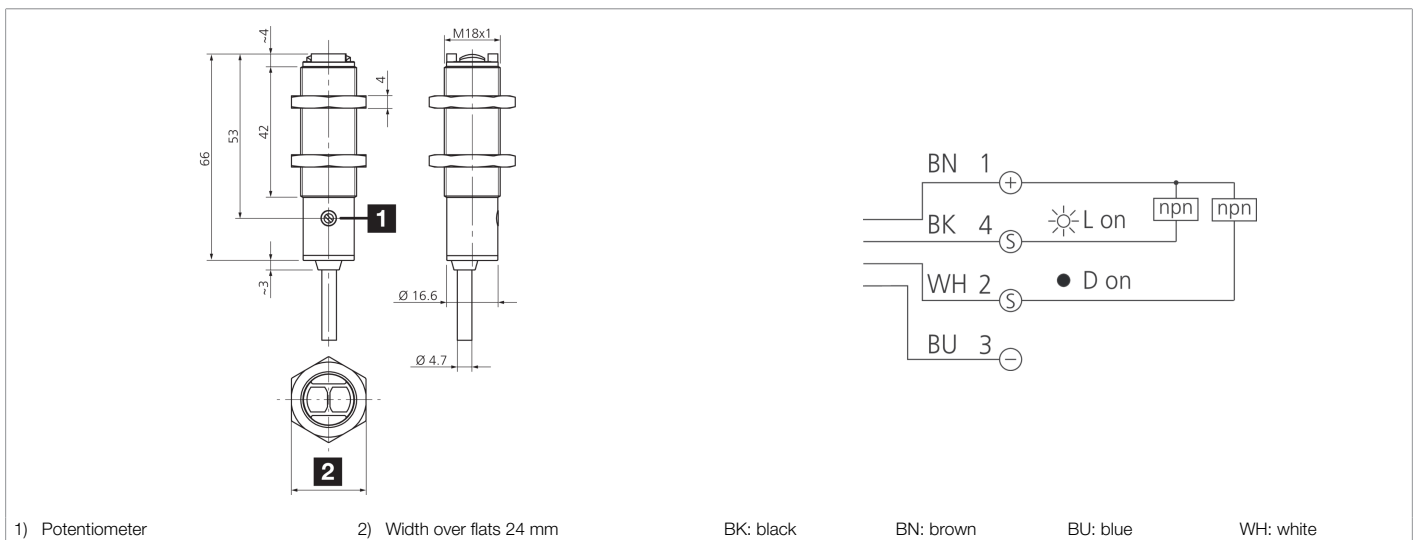 ~4
M18x1
4
66
53
42
1
~3
Ø 16.6
Ø 4.7
2
BN 1 +
npn npn
BK 4 S L on
WH 2 S D on
BU 3 −
1) Potentiometer 2) Width over flats 24 mm BK: black BN: brown BU: blue WH: white